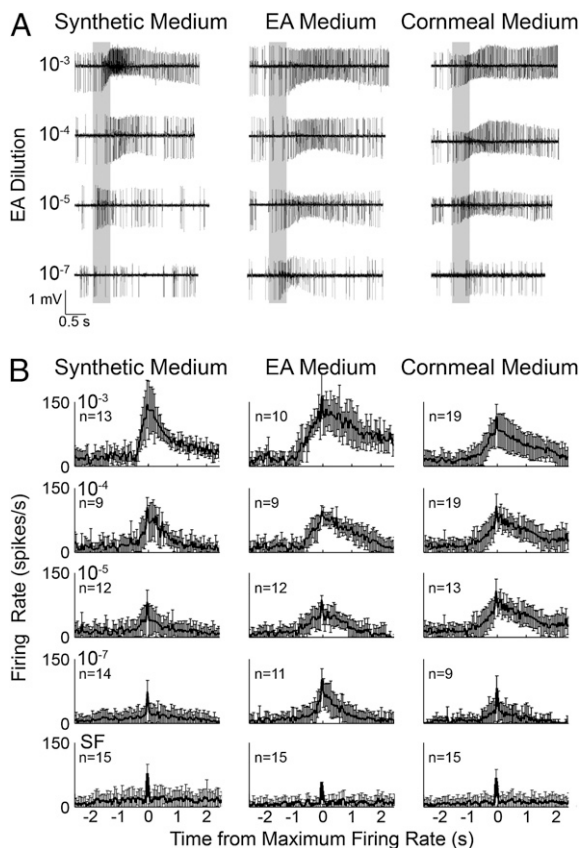 A
Synthetic Medium EA Medium Cornmeal Medium
EA Dilution
10-3
10-4
10-5
10-7
1 mV
0.5 s
B
Synthetic Medium EA Medium Cornmeal Medium
Firing Rate (spikes/s)
150 10-3
n=13 n=10 n=19
0
150 10-4
n=9 n=9 n=19
0
150 10-5
n=12 n=12 n=13
0
150 10-7
n=14 n=11 n=9
0
150 SF
n=15 n=15 n=15
0
-2 -1 0 1 2 -2 -1 0 1 2 -2 -1 0 1 2
Time from Maximum Firing Rate (s)